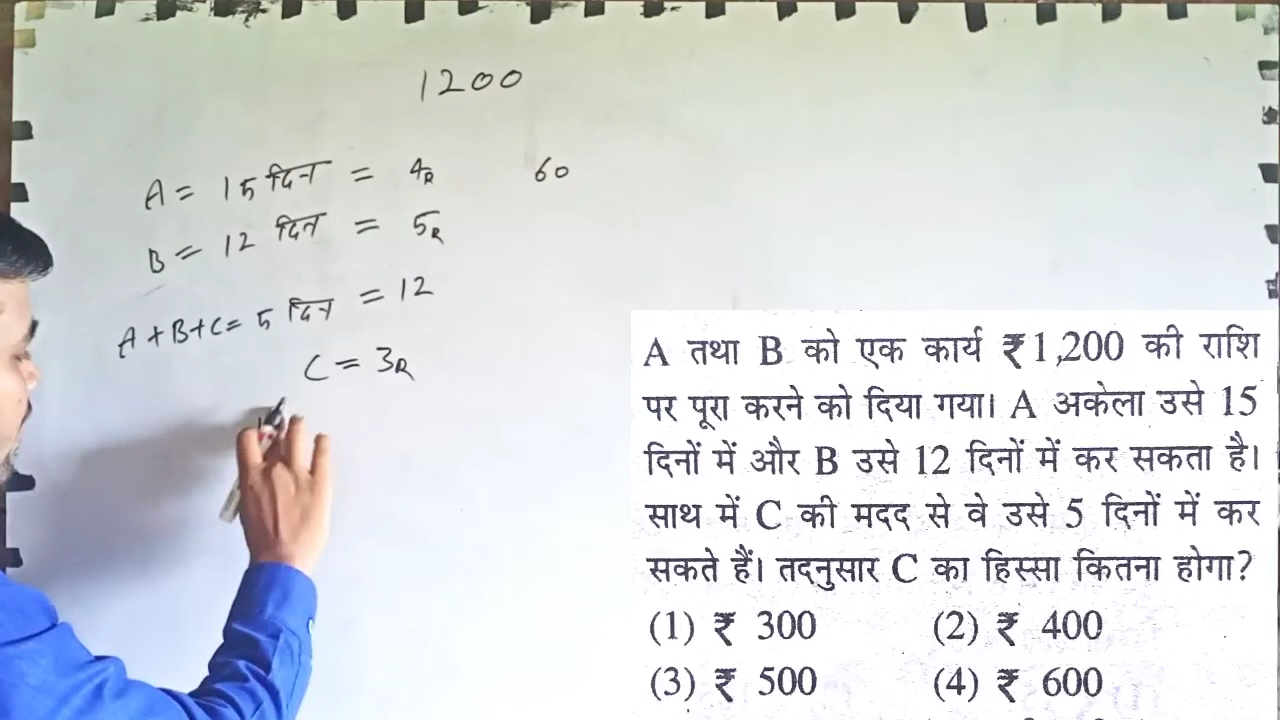 1200
A = 15 दिन = 4R 60
B = 12 दिन = 5R
A+B+C = 5 दिन = 12
C = 3R
A तथा B को एक कार्य ₹1,200 की राशि
पर पूरा करने को दिया गया। A अकेला उसे 15
दिनों में और B उसे 12 दिनों में कर सकता है।
साथ में C की मदद से वे उसे 5 दिनों में कर
सकते हैं। तदनुसार C का हिस्सा कितना होगा?
(1) ₹ 300 (2) ₹ 400
(3) ₹ 500 (4) ₹ 600